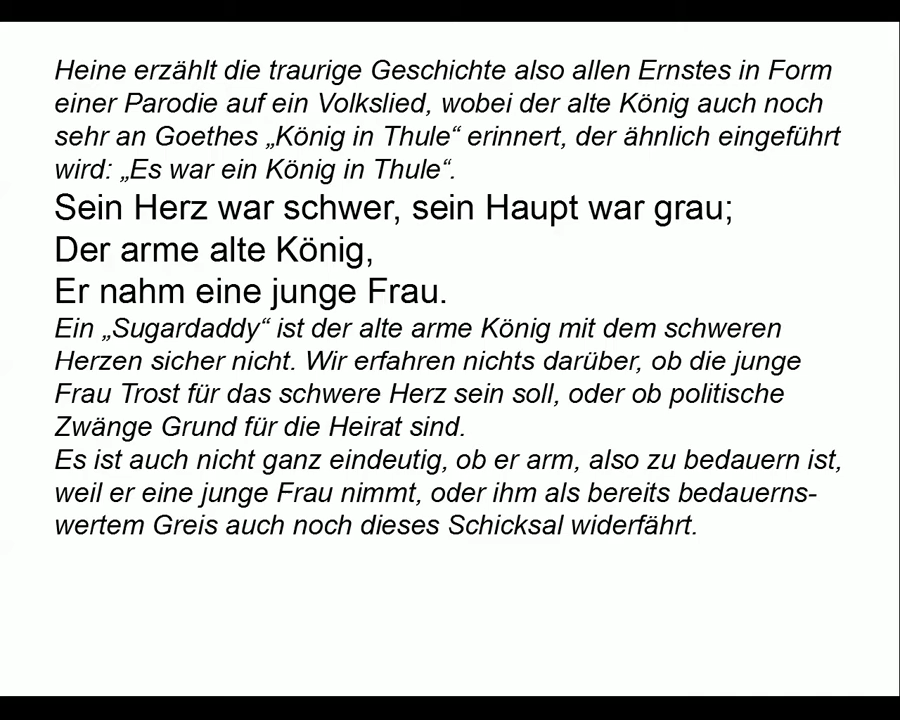 Heine erzählt die traurige Geschichte also allen Ernstes in Form
einer Parodie auf ein Volkslied, wobei der alte König auch noch
sehr an Goethes „König in Thule“ erinnert, der ähnlich eingeführt
wird: „Es war ein König in Thule“.
Sein Herz war schwer, sein Haupt war grau;
Der arme alte König,
Er nahm eine junge Frau.
Ein „Sugardaddy“ ist der alte arme König mit dem schweren
Herzen sicher nicht. Wir erfahren nichts darüber, ob die junge
Frau Trost für das schwere Herz sein soll, oder ob politische
Zwänge Grund für die Heirat sind.
Es ist auch nicht ganz eindeutig, ob er arm, also zu bedauern ist,
weil er eine junge Frau nimmt, oder ihm als bereits bedauerns-
wertem Greis auch noch dieses Schicksal widerfährt.